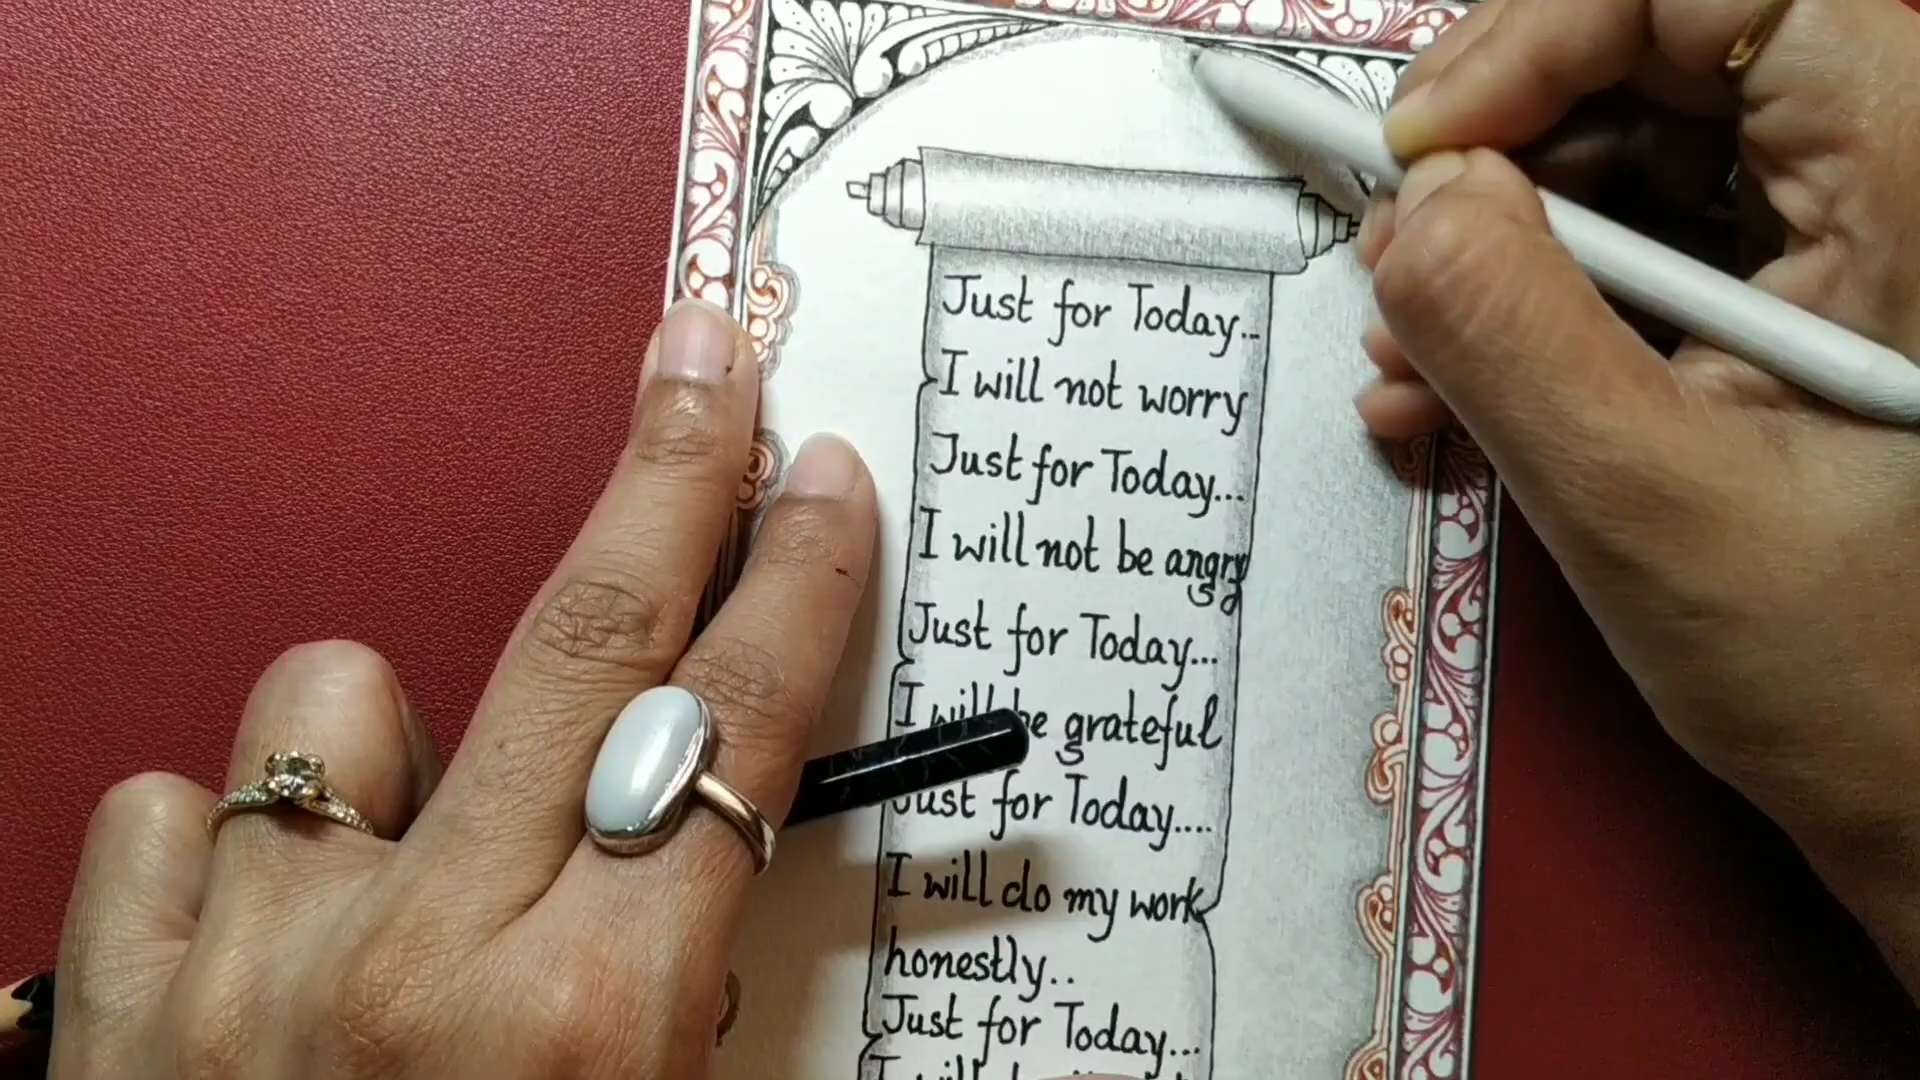 Just for Today...
I will not worry
Just for Today...
I will not be angry
Just for Today...
I will be grateful
Just for Today....
I will do my work
honestly..
Just for Today...
I will